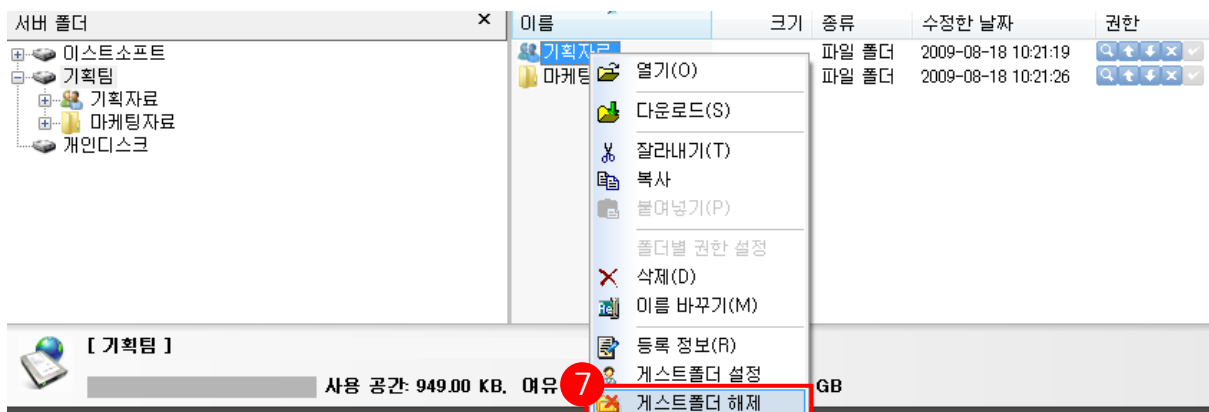 서버 폴더 × 이름 크기 종류 수정한 날짜 권한
이스트소프트
기획팀
기획자료
마케팅자료
개인디스크
기획자료 파일 폴더 2009-08-18 10:21:19
마케팅 파일 폴더 2009-08-18 10:21:26
열기(O)
다운로드(S)
잘라내기(T)
복사
붙여넣기(P)
폴더별 권한 설정
삭제(D)
이름 바꾸기(M)
등록 정보(R)
게스트폴더 설정
게스트폴더 해제
[ 기획팀 ]
사용 공간: 949.00 KB, 여유 GB
7